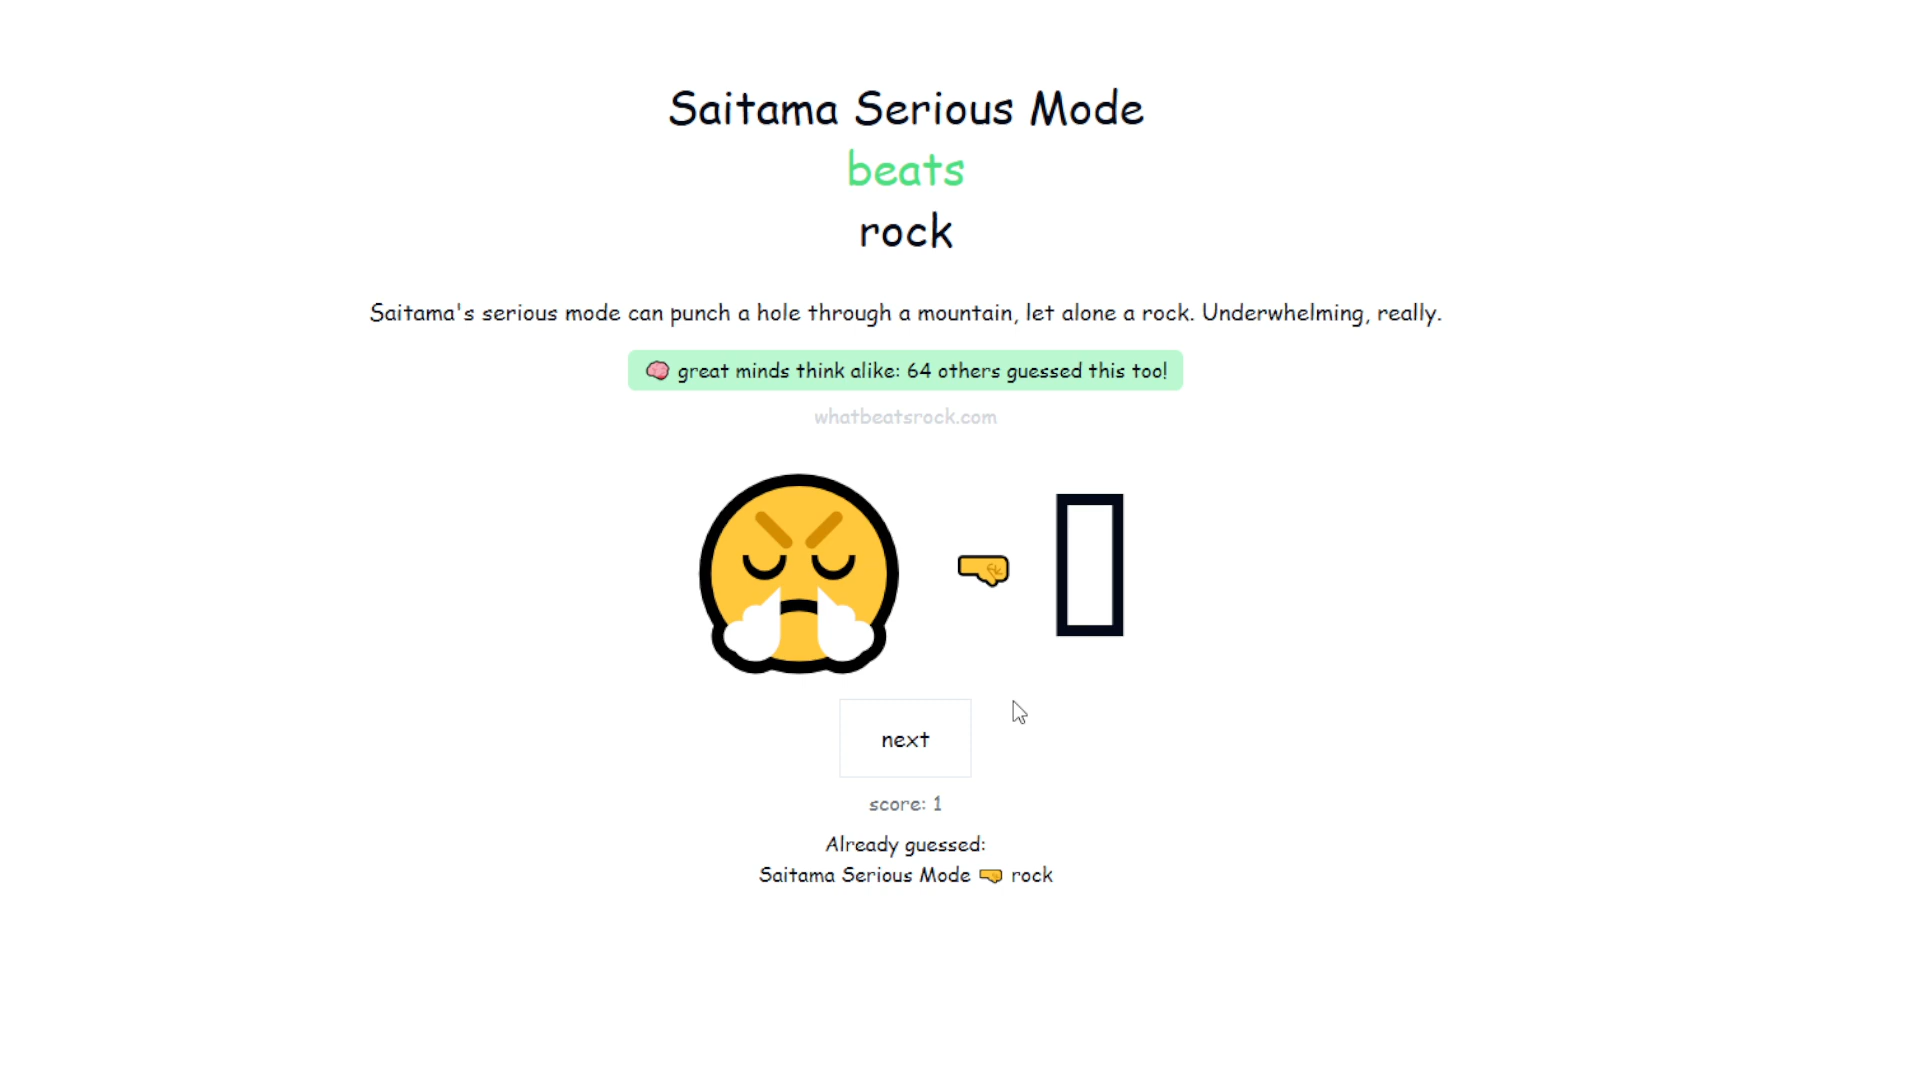 Saitama Serious Mode
beats
rock
Saitama's serious mode can punch a hole through a mountain, let alone a rock. Underwhelming, really.
🧠 great minds think alike: 64 others guessed this too!
whatbeatsrock.com
next
score: 1
Already guessed:
Saitama Serious Mode 🤜 rock